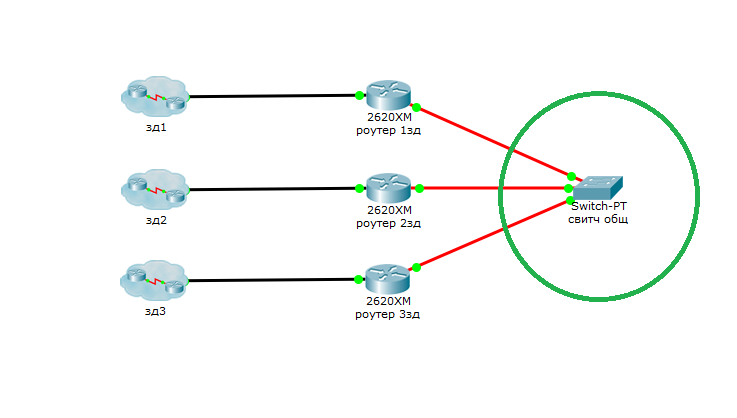 зд1
2620XM
роутер 1зд
зд2
2620XM
роутер 2зд
Switch-PT
свитч общ
зд3
2620XM
роутер 3зд